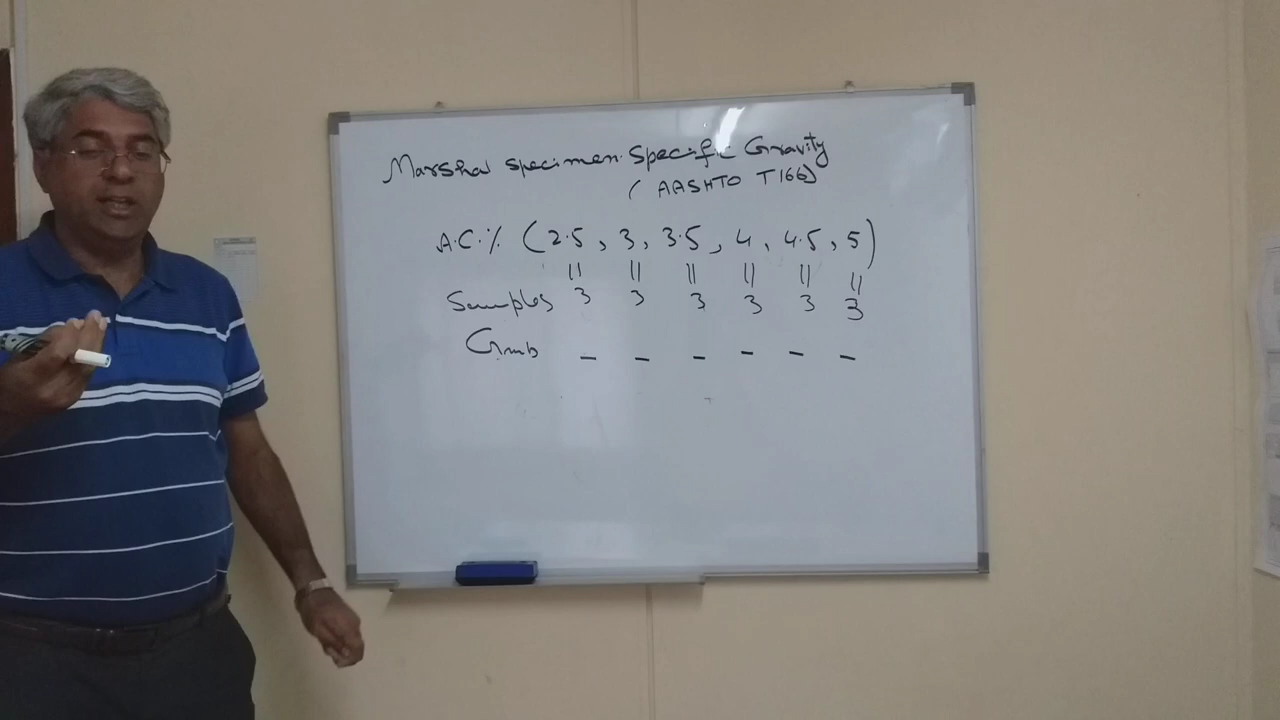 Marshal specimen Specific Gravity
( AASHTO T166)
A.C.% (2.5, 3, 3.5, 4, 4.5, 5)
|| || || || || ||
Samples 3 3 3 3 3 3
Gmb - - - - - -